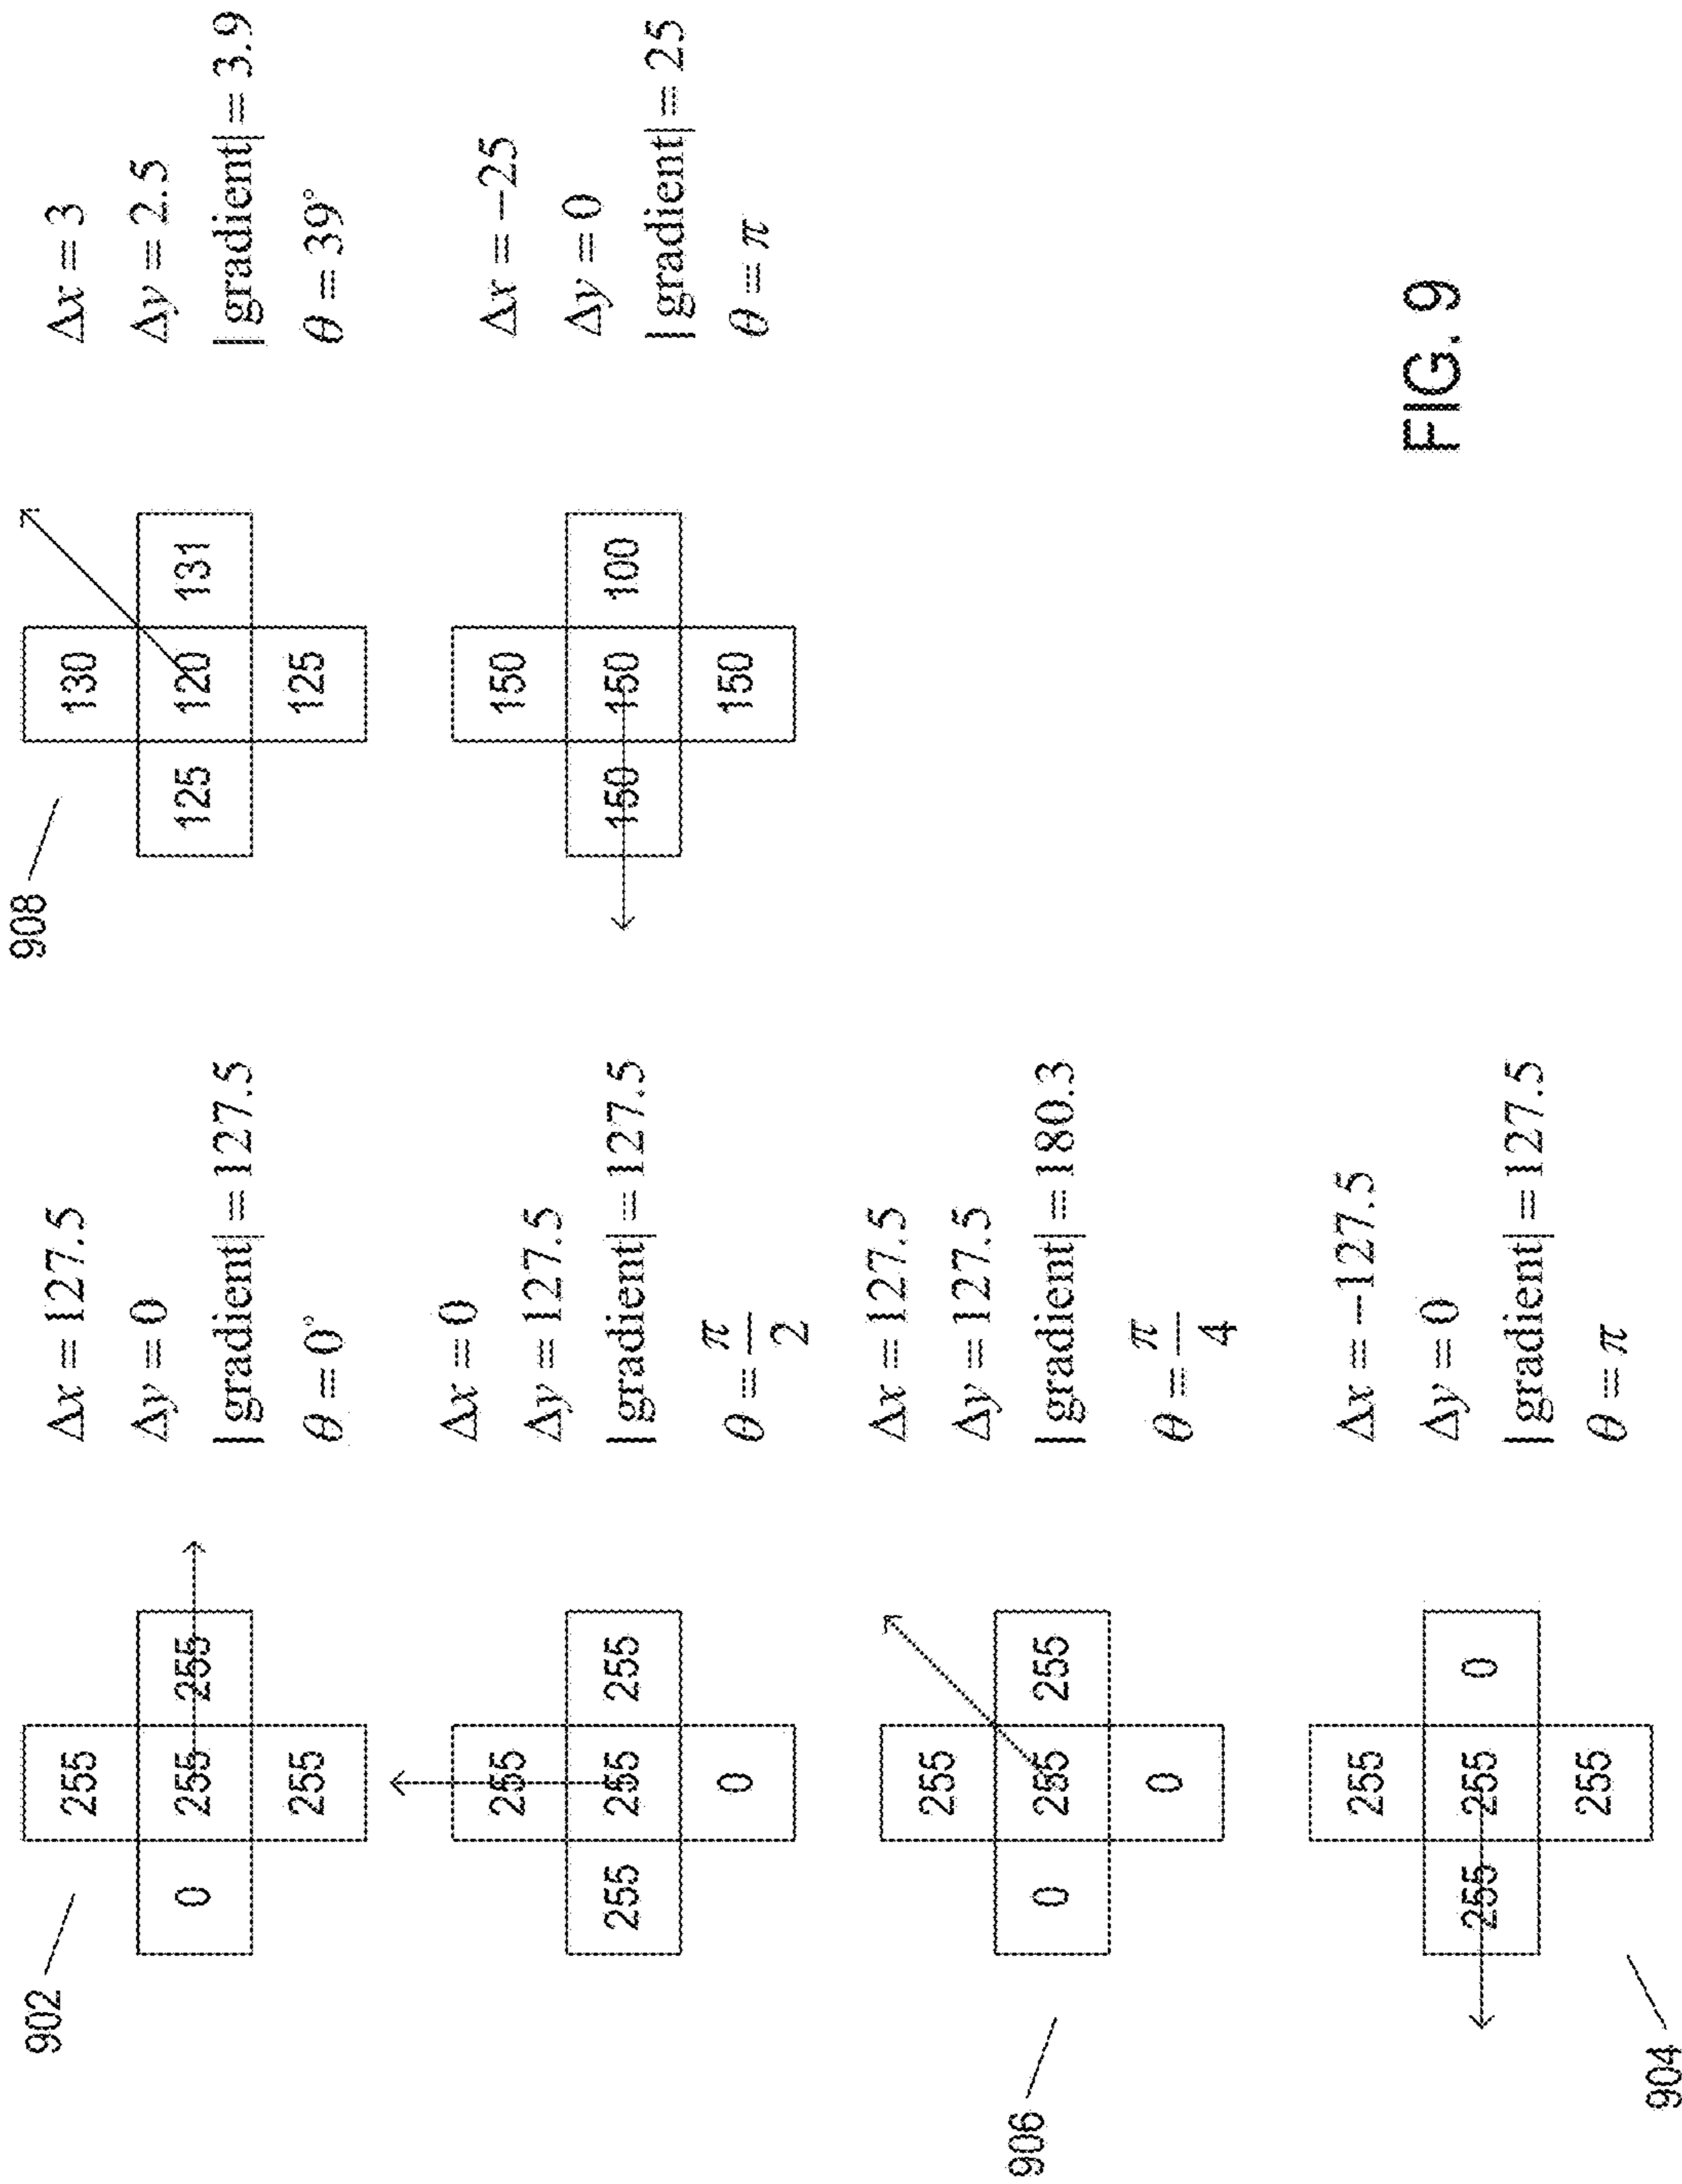 902
255
0 255 255
255
Δx = 127.5
Δy = 0
| gradient| = 127.5
θ = 0°
255
255 255 255
0
Δx = 0
Δy = 127.5
| gradient| = 127.5
θ = π/2
906
255
0 255 255
0
Δx = 127.5
Δy = 127.5
| gradient| = 180.3
θ = π/4
255
255 255 0
255
904
Δx = −127.5
Δy = 0
| gradient| = 127.5
θ = π
908
130
125 120 131
125
Δx = 3
Δy = 2.5
| gradient| = 3.9
θ = 39°
150
150 150 100
150
Δx = −25
Δy = 0
| gradient| = 25
θ = π
FIG. 9